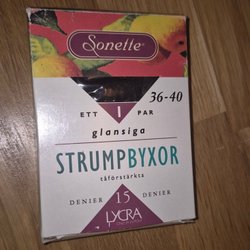 Sonette®
36-40
ETT 1 PAR
glansiga
STRUMPBYXOR
tåförstärkta
DENIER 15 DENIER
LYCRA